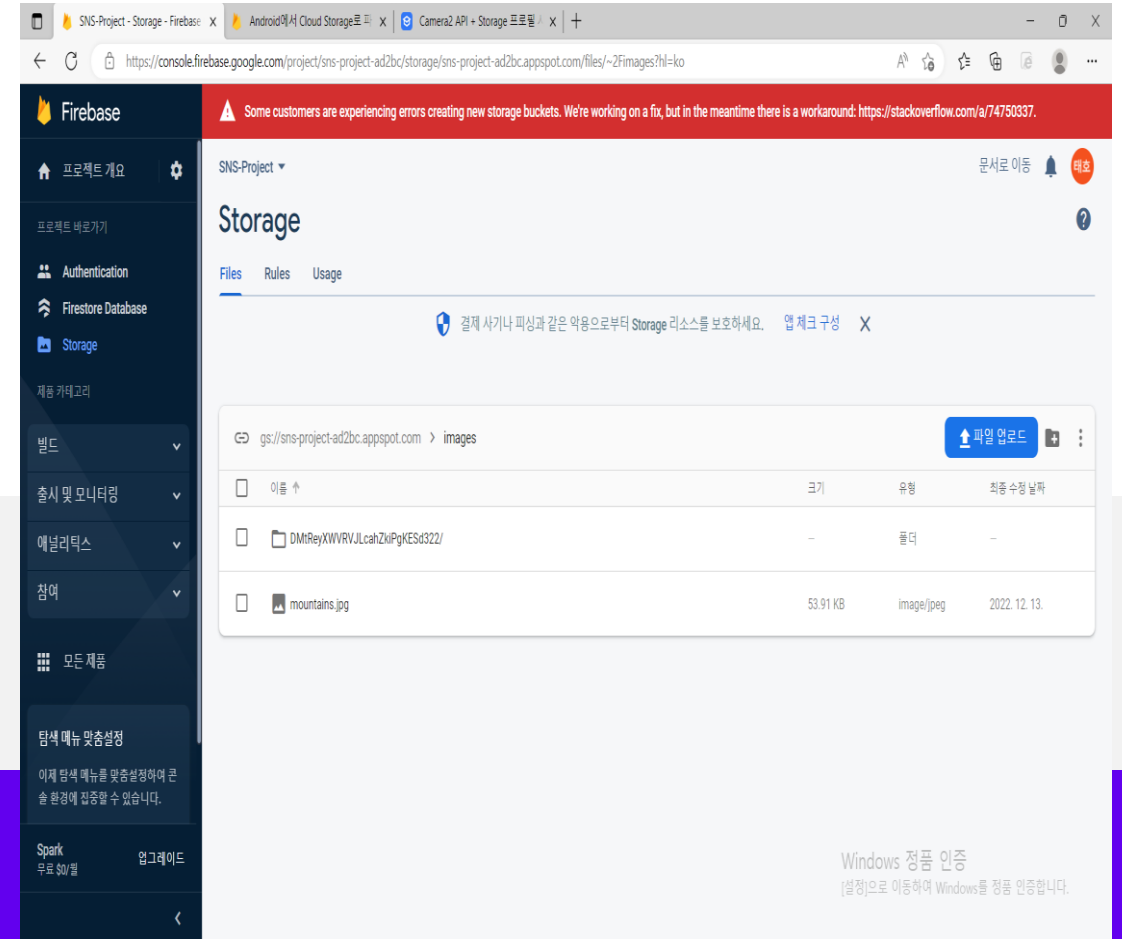 SNS-Project - Storage - Firebase
Android에서 Cloud Storage로 파
Camera2 API + Storage 프로필 사
https://console.firebase.google.com/project/sns-project-ad2bc/storage/sns-project-ad2bc.appspot.com/files/~2Fimages?hl=ko
Firebase
Some customers are experiencing errors creating new storage buckets. We're working on a fix, but in the meantime there is a workaround: https://stackoverflow.com/a/74750337.
프로젝트 개요
SNS-Project
문서로 이동
태호
Storage
프로젝트 바로가기
Authentication
Firestore Database
Storage
Files Rules Usage
결제 사기나 피싱과 같은 악용으로부터 Storage 리소스를 보호하세요. 앱 체크 구성
제품 카테고리
빌드
출시 및 모니터링
애널리틱스
참여
모든 제품
gs://sns-project-ad2bc.appspot.com > images
파일 업로드
이름 크기 유형 최종 수정 날짜
DMtReyXWVRVJLcahZkiPgKESd322/ – 폴더 –
mountains.jpg 53.91 KB image/jpeg 2022. 12. 13.
탐색 메뉴 맞춤설정
이제 탐색 메뉴를 맞춤설정하여 콘
솔 환경에 집중할 수 있습니다.
Spark
무료 $0/월
업그레이드
Windows 정품 인증
[설정]으로 이동하여 Windows를 정품 인증합니다.